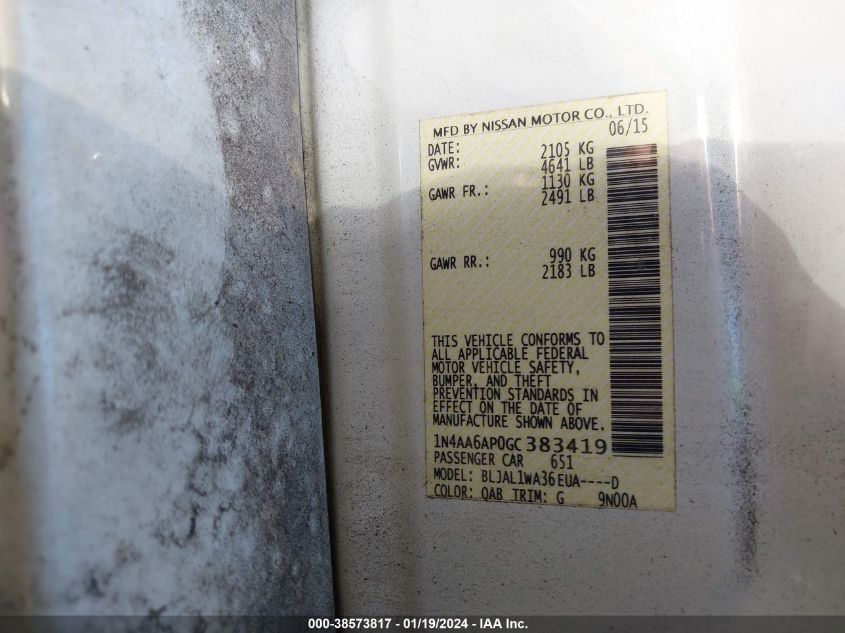 MFD BY NISSAN MOTOR CO., LTD.
DATE: 06/15
GVWR: 2105 KG
4641 LB
GAWR FR.: 1130 KG
2491 LB
GAWR RR.: 990 KG
2183 LB
THIS VEHICLE CONFORMS TO
ALL APPLICABLE FEDERAL
MOTOR VEHICLE SAFETY,
BUMPER, AND THEFT
PREVENTION STANDARDS IN
EFFECT ON THE DATE OF
MANUFACTURE SHOWN ABOVE.
1N4AA6AP0GC383419
PASSENGER CAR 651
MODEL: BLJAL1WA36EUA----D
COLOR: QAB TRIM: G 9N00A
000-38573817 - 01/19/2024 - IAA Inc.